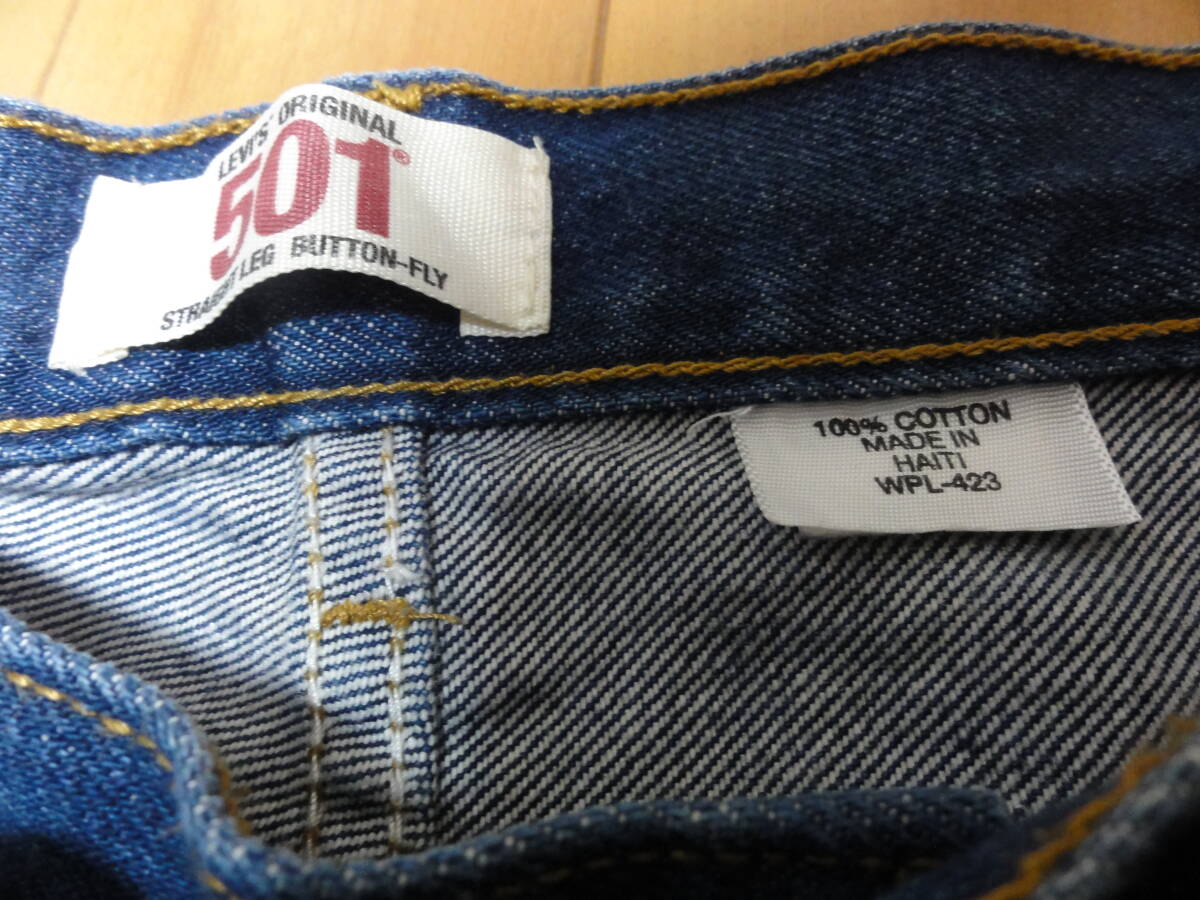 LEVI'S® ORIGINAL
501®
STRAIGHT LEG BUTTON-FLY
100% COTTON
MADE IN
HAITI
WPL-423